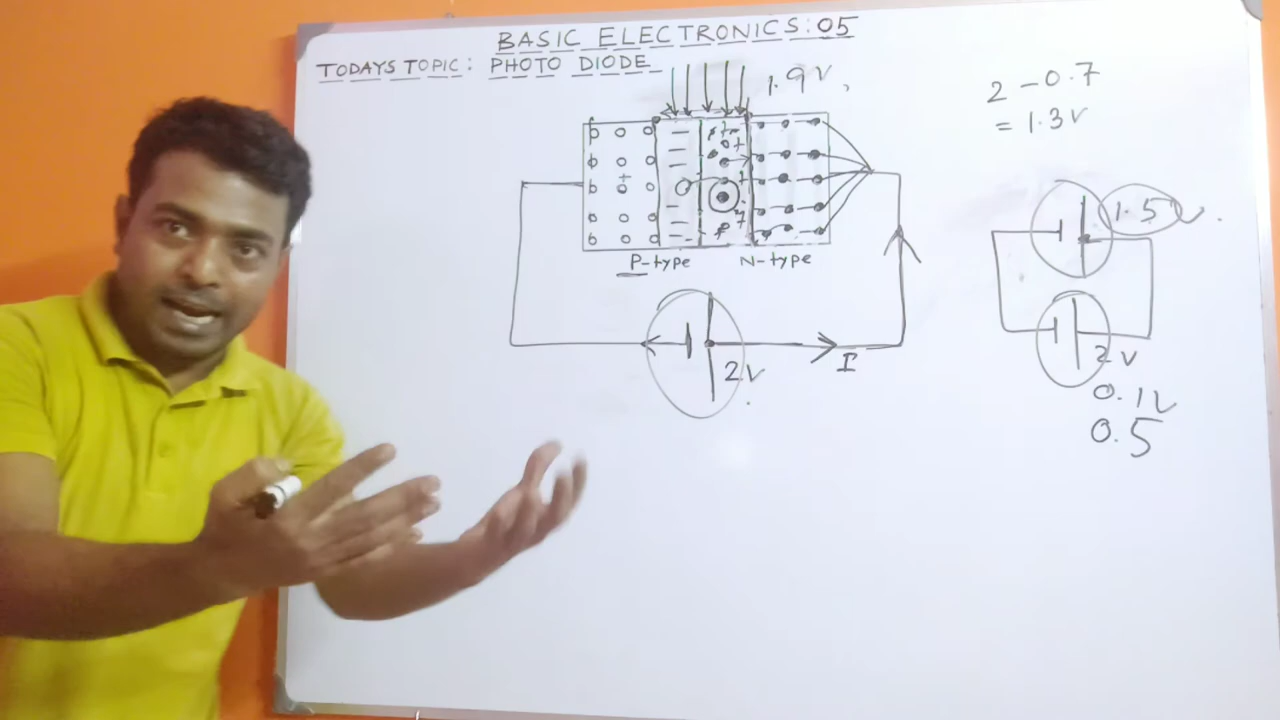 BASIC ELECTRONICS:05
TODAYS TOPIC: PHOTO DIODE
1.9V,
2 - 0.7
= 1.3V
1.5V.
P-type N-type
2V
I
2V
0.1V
0.5